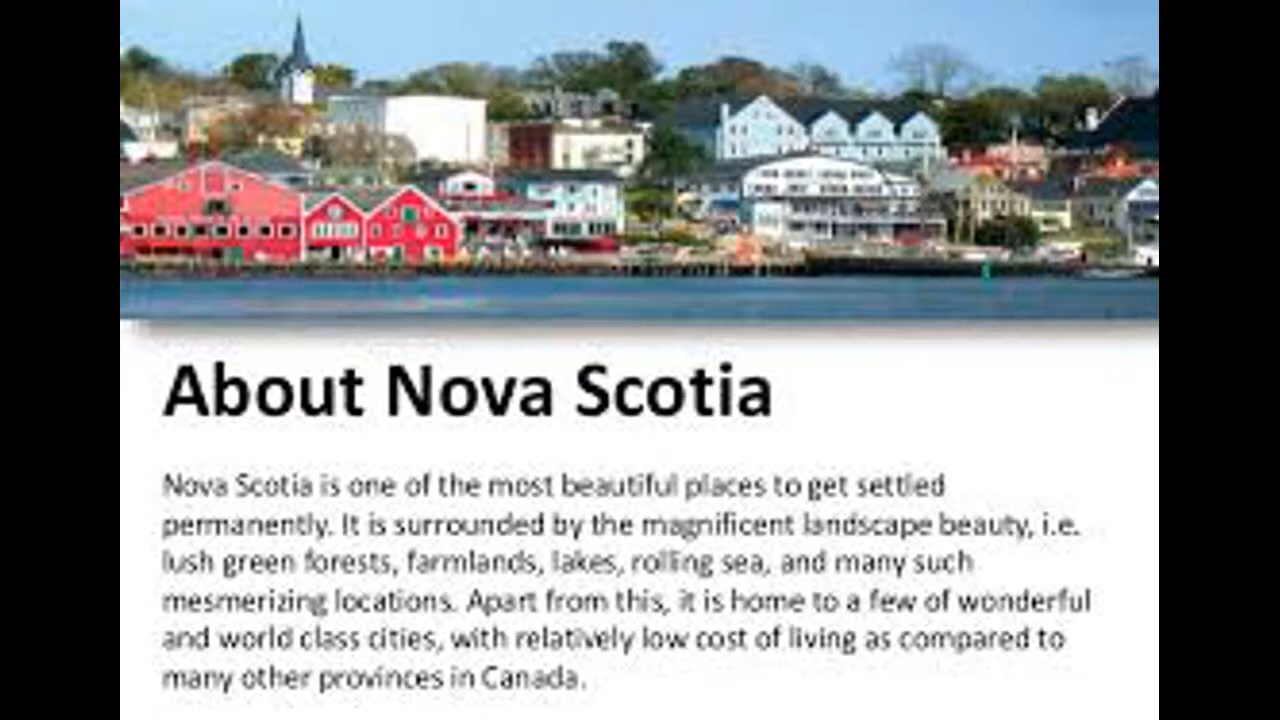 About Nova Scotia
Nova Scotia is one of the most beautiful places to get settled
permanently. It is surrounded by the magnificent landscape beauty, i.e.
lush green forests, farmlands, lakes, rolling sea, and many such
mesmerizing locations. Apart from this, it is home to a few of wonderful
and world class cities, with relatively low cost of living as compared to
many other provinces in Canada.